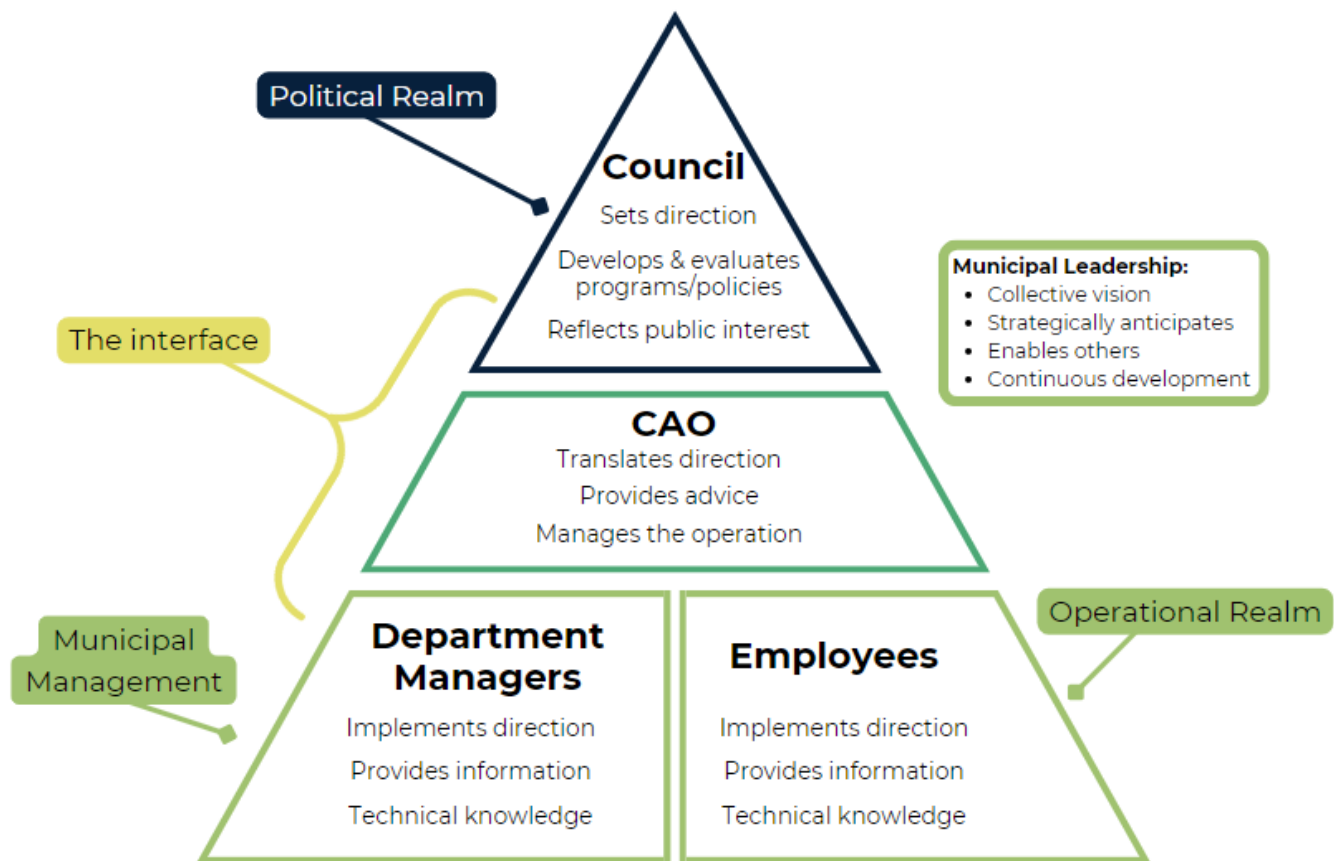 Political Realm
Council
Sets direction
Develops & evaluates
programs/policies
Reflects public interest
The interface
Municipal Leadership:
• Collective vision
• Strategically anticipates
• Enables others
• Continuous development
CAO
Translates direction
Provides advice
Manages the operation
Municipal
Management
Department
Managers
Implements direction
Provides information
Technical knowledge
Employees
Implements direction
Provides information
Technical knowledge
Operational Realm